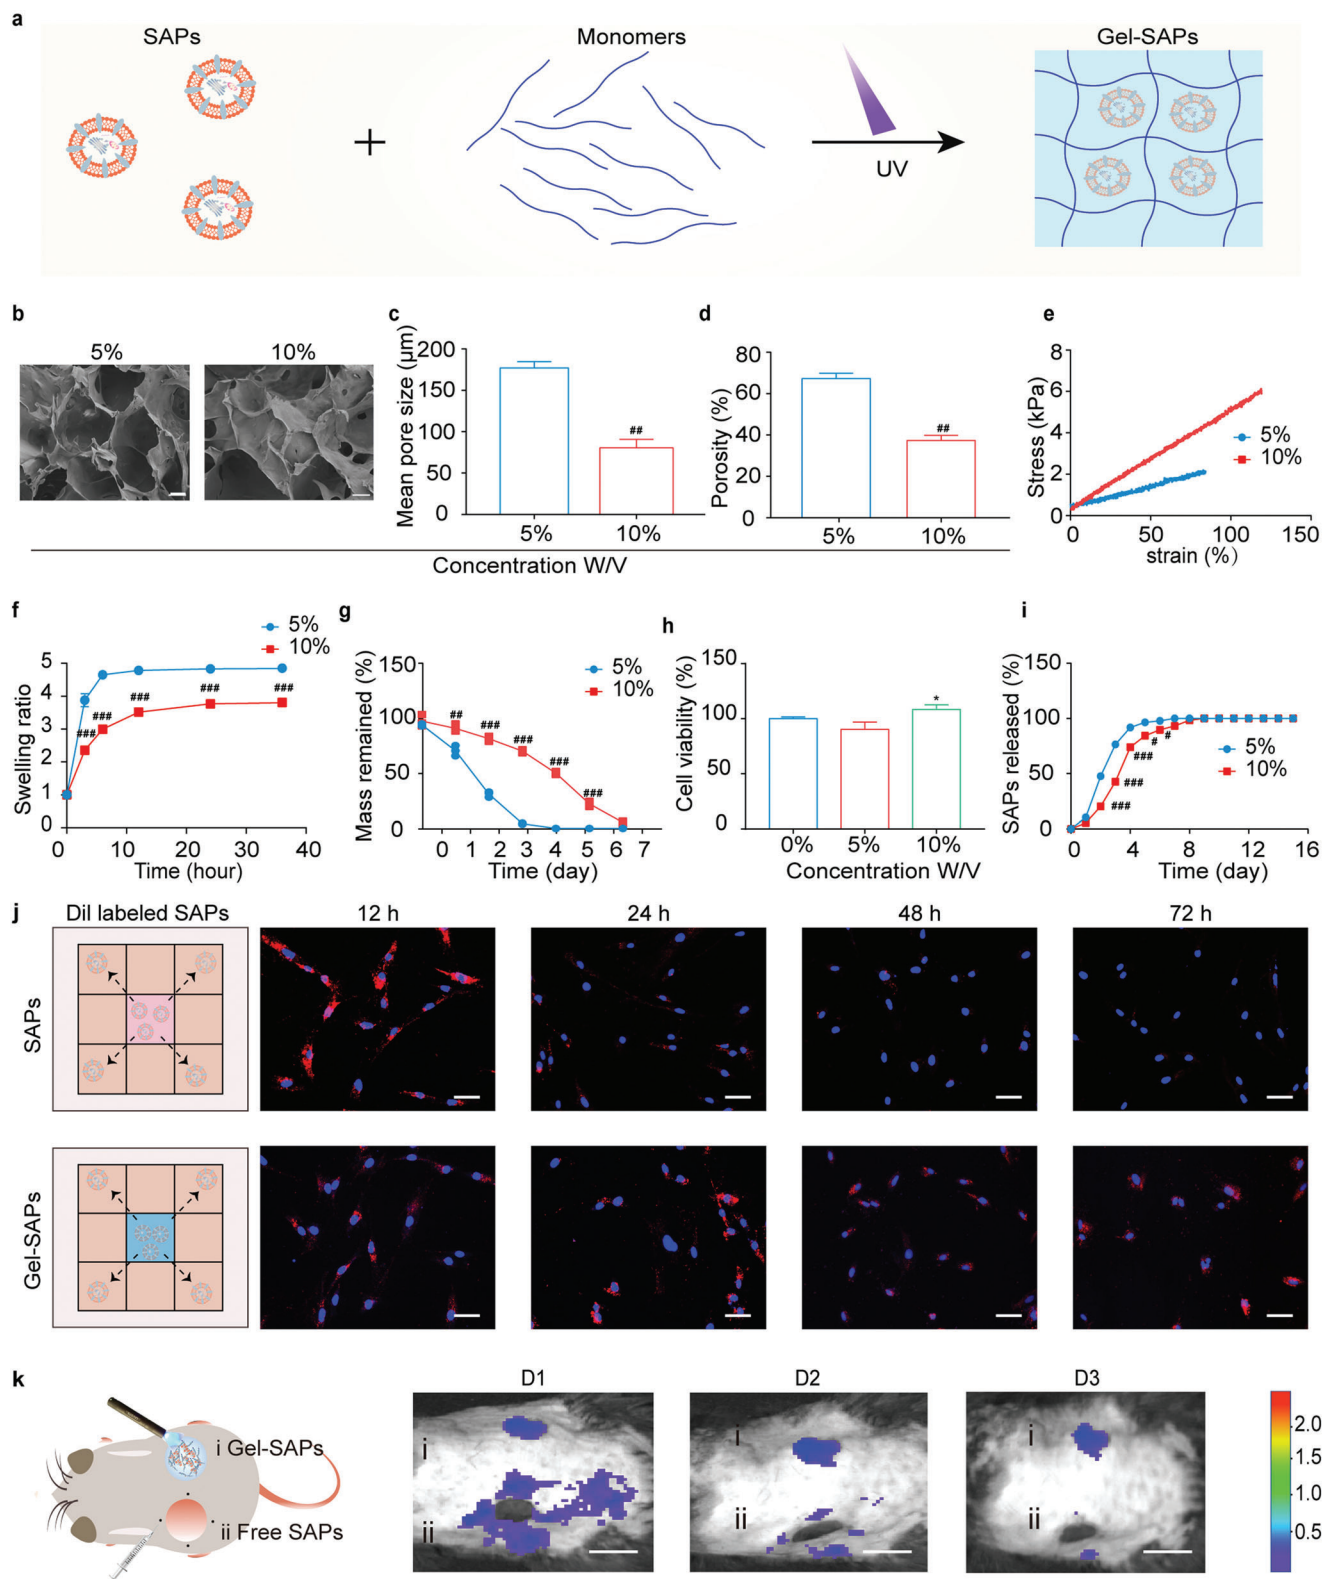 a
SAPs
Monomers
Gel-SAPs
+
UV
b
5%
10%
c
Mean pore size (µm)
200
150
100
50
0
##
5%
10%
d
Porosity (%)
80
60
40
20
0
##
5%
10%
Concentration W/V
e
Stress (kPa)
8
6
4
2
0
5%
10%
0
50
100
150
strain (%)
f
5%
10%
Swelling ratio
5
4
3
2
1
0
###
###
###
###
###
0
10
20
30
40
Time (hour)
g
5%
10%
Mass remained (%)
150
100
50
0
##
###
###
###
###
0
1
2
3
4
5
6
7
Time (day)
h
Cell viability (%)
150
100
50
0
*
0%
5%
10%
Concentration W/V
i
SAPs released (%)
150
100
50
0
5%
10%
###
###
###
#
#
0
4
8
12
16
Time (day)
j
Dil labeled SAPs
12 h
24 h
48 h
72 h
SAPs
Gel-SAPs
k
i Gel-SAPs
ii Free SAPs
D1
D2
D3
i
ii
i
ii
i
ii
2.0
1.5
1.0
0.5